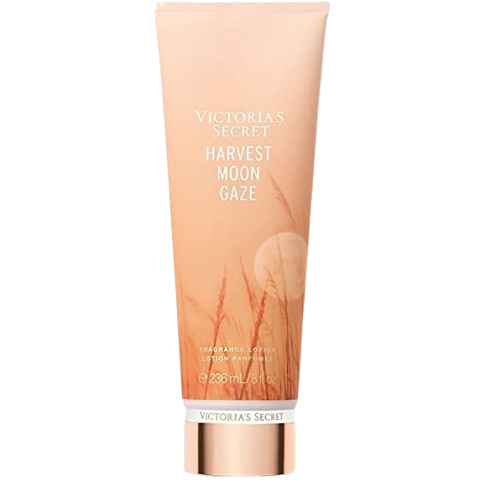 VICTORIA'S
SECRET
HARVEST
MOON
GAZE
FRAGRANCE LOTION
LOTION PARFUMÉE
℮ 236 mL/8 fl oz
VICTORIA'S SECRET